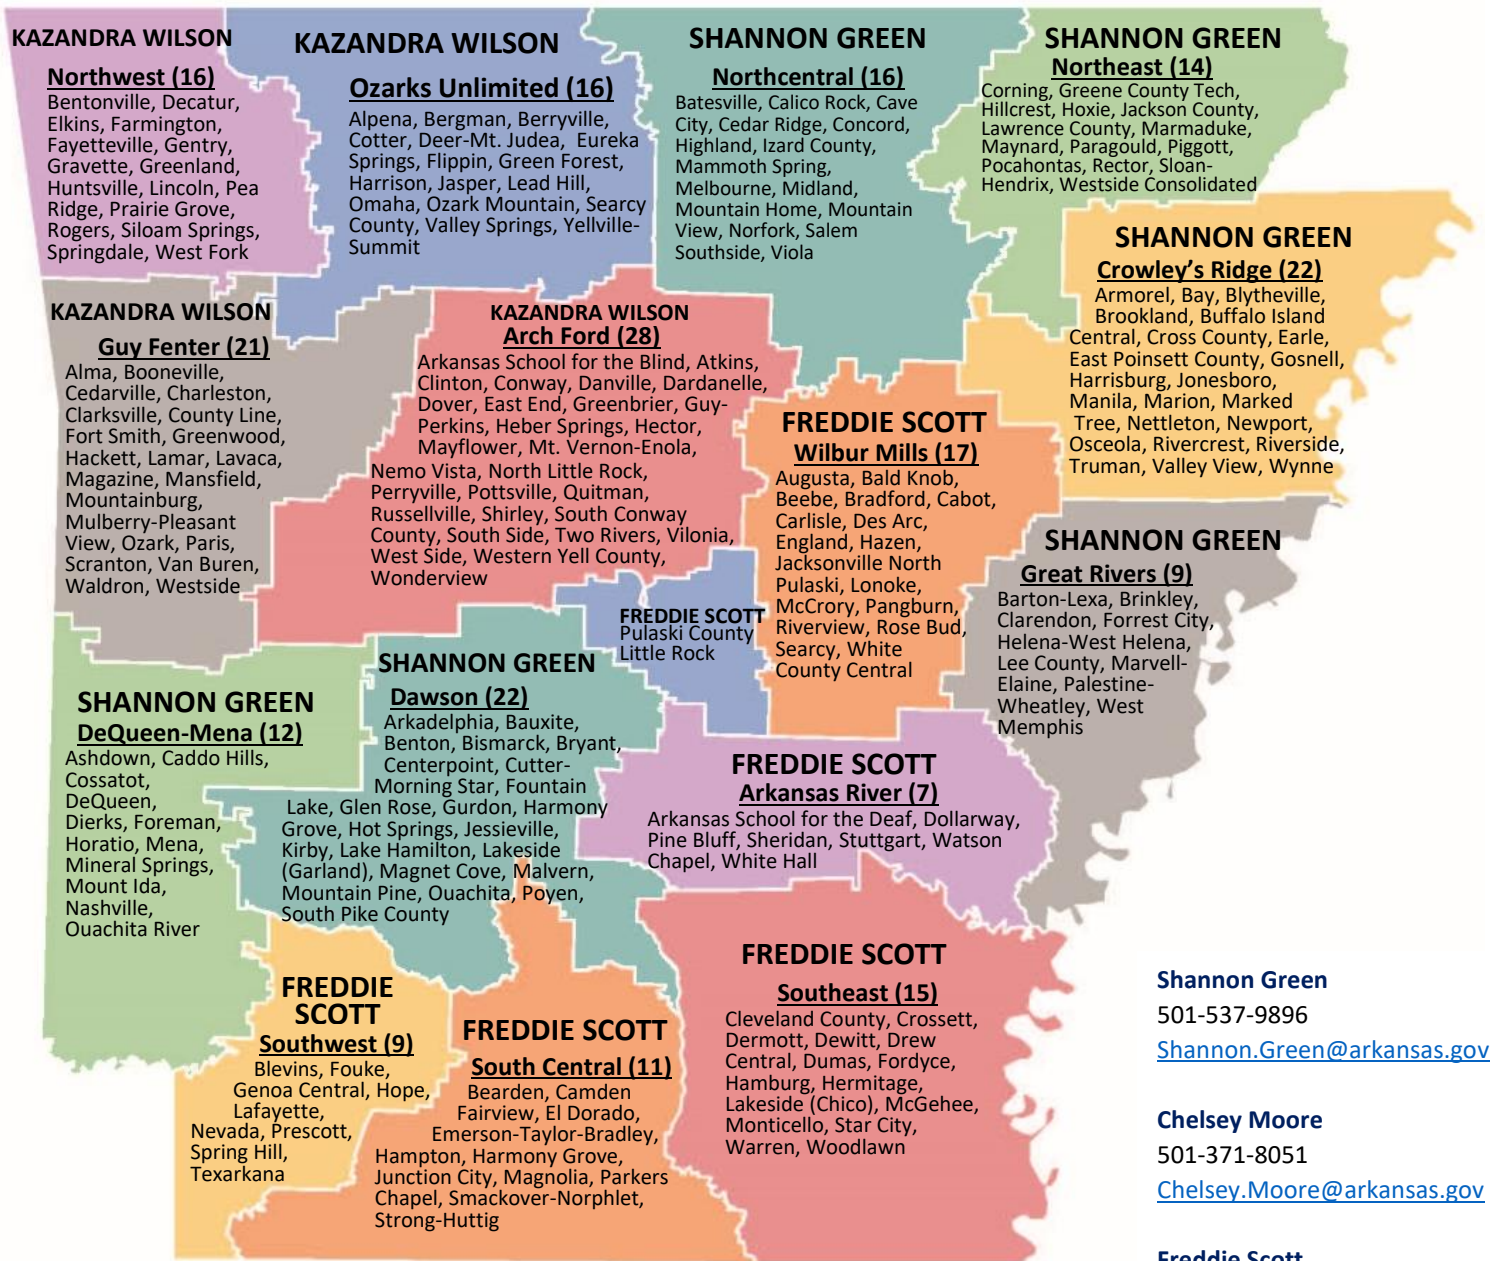 KAZANDRA WILSON
Northwest (16)
Bentonville, Decatur,
Elkins, Farmington,
Fayetteville, Gentry,
Gravette, Greenland,
Huntsville, Lincoln, Pea
Ridge, Prairie Grove,
Rogers, Siloam Springs,
Springdale, West Fork
KAZANDRA WILSON
Ozarks Unlimited (16)
Alpena, Bergman, Berryville,
Cotter, Deer-Mt. Judea, Eureka
Springs, Flippin, Green Forest,
Harrison, Jasper, Lead Hill,
Omaha, Ozark Mountain, Searcy
County, Valley Springs, Yellville-
Summit
SHANNON GREEN
Northcentral (16)
Batesville, Calico Rock, Cave
City, Cedar Ridge, Concord,
Highland, Izard County,
Mammoth Spring,
Melbourne, Midland,
Mountain Home, Mountain
View, Norfork, Salem
Southside, Viola
SHANNON GREEN
Northeast (14)
Corning, Greene County Tech,
Hillcrest, Hoxie, Jackson County,
Lawrence County, Marmaduke,
Maynard, Paragould, Piggott,
Pocahontas, Rector, Sloan-
Hendrix, Westside Consolidated
SHANNON GREEN
Crowley’s Ridge (22)
Armorel, Bay, Blytheville,
Brookland, Buffalo Island
Central, Cross County, Earle,
East Poinsett County, Gosnell,
Harrisburg, Jonesboro,
Manila, Marion, Marked
Tree, Nettleton, Newport,
Osceola, Rivercrest, Riverside,
Truman, Valley View, Wynne
KAZANDRA WILSON
Guy Fenter (21)
Alma, Booneville,
Cedarville, Charleston,
Clarksville, County Line,
Fort Smith, Greenwood,
Hackett, Lamar, Lavaca,
Magazine, Mansfield,
Mountainburg,
Mulberry-Pleasant
View, Ozark, Paris,
Scranton, Van Buren,
Waldron, Westside
KAZANDRA WILSON
Arch Ford (28)
Arkansas School for the Blind, Atkins,
Clinton, Conway, Danville, Dardanelle,
Dover, East End, Greenbrier, Guy-
Perkins, Heber Springs, Hector,
Mayflower, Mt. Vernon-Enola,
Nemo Vista, North Little Rock,
Perryville, Pottsville, Quitman,
Russellville, Shirley, South Conway
County, South Side, Two Rivers, Vilonia,
West Side, Western Yell County,
Wonderview
FREDDIE SCOTT
Wilbur Mills (17)
Augusta, Bald Knob,
Beebe, Bradford, Cabot,
Carlisle, Des Arc,
England, Hazen,
Jacksonville North
Pulaski, Lonoke,
McCrory, Pangburn,
Riverview, Rose Bud,
Searcy, White
County Central
SHANNON GREEN
Great Rivers (9)
Barton-Lexa, Brinkley,
Clarendon, Forrest City,
Helena-West Helena,
Lee County, Marvell-
Elaine, Palestine-
Wheatley, West
Memphis
FREDDIE SCOTT
Pulaski County
Little Rock
SHANNON GREEN
DeQueen-Mena (12)
Ashdown, Caddo Hills,
Cossatot,
DeQueen,
Dierks, Foreman,
Horatio, Mena,
Mineral Springs,
Mount Ida,
Nashville,
Ouachita River
SHANNON GREEN
Dawson (22)
Arkadelphia, Bauxite,
Benton, Bismarck, Bryant,
Centerpoint, Cutter-
Morning Star, Fountain
Lake, Glen Rose, Gurdon, Harmony
Grove, Hot Springs, Jessieville,
Kirby, Lake Hamilton, Lakeside
(Garland), Magnet Cove, Malvern,
Mountain Pine, Ouachita, Poyen,
South Pike County
FREDDIE SCOTT
Arkansas River (7)
Arkansas School for the Deaf, Dollarway,
Pine Bluff, Sheridan, Stuttgart, Watson
Chapel, White Hall
FREDDIE
SCOTT
Southwest (9)
Blevins, Fouke,
Genoa Central, Hope,
Lafayette,
Nevada, Prescott,
Spring Hill,
Texarkana
FREDDIE SCOTT
South Central (11)
Bearden, Camden
Fairview, El Dorado,
Emerson-Taylor-Bradley,
Hampton, Harmony Grove,
Junction City, Magnolia, Parkers
Chapel, Smackover-Norphlet,
Strong-Huttig
FREDDIE SCOTT
Southeast (15)
Cleveland County, Crossett,
Dermott, Dewitt, Drew
Central, Dumas, Fordyce,
Hamburg, Hermitage,
Lakeside (Chico), McGehee,
Monticello, Star City,
Warren, Woodlawn
Shannon Green
501-537-9896
Shannon.Green@arkansas.gov
Chelsey Moore
501-371-8051
Chelsey.Moore@arkansas.gov
Freddie Scott